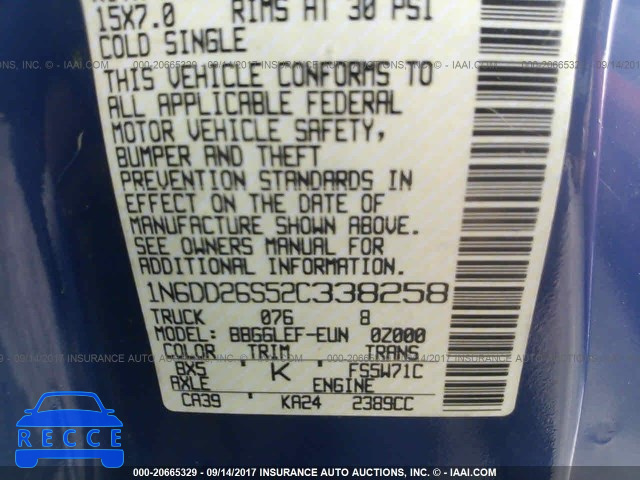 15X7.0 RIMS AT 30 PSI
COLD SINGLE
THIS VEHICLE CONFORMS TO
ALL APPLICABLE FEDERAL
MOTOR VEHICLE SAFETY,
BUMPER AND THEFT
PREVENTION STANDARDS IN
EFFECT ON THE DATE OF
MANUFACTURE SHOWN ABOVE.
SEE OWNERS MANUAL FOR
ADDITIONAL INFORMATION
1N6DD26S52C338258
TRUCK 076 8
MODEL: BBGGLEF-EUN 0Z000
COLOR TRIM TRANS
BX5 K FS5W71C
AXLE ENGINE
CA39 KA24 2389CC
RECCE
000-20665329 - 09/14/2017 INSURANCE AUTO AUCTIONS, INC. - IAAI.COM